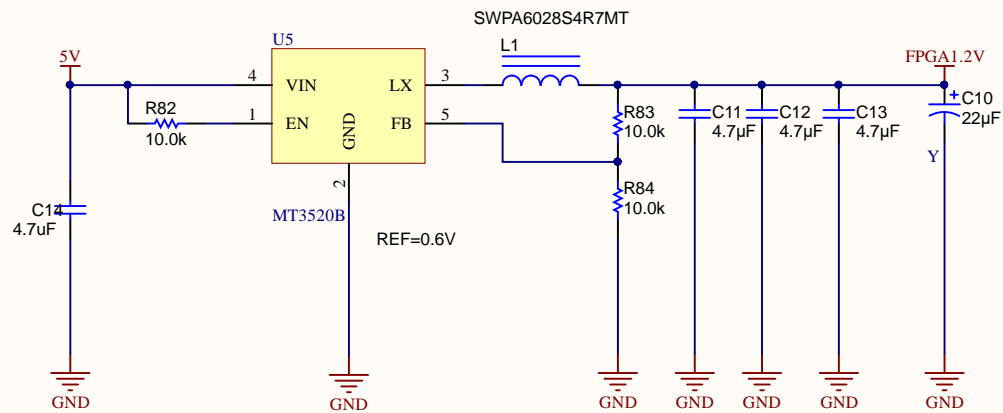 SWPA6028S4R7MT
U5
L1
5V
FPGA1.2V
4
VIN
LX
3
R82
10.0k
1
EN
GND
FB
5
R83
10.0k
C11
4.7µF
C12
4.7µF
C13
4.7µF
C10
22µF
+
Y
2
R84
10.0k
C14
4.7uF
MT3520B
REF=0.6V
GND
GND
GND
GND
GND
GND
GND